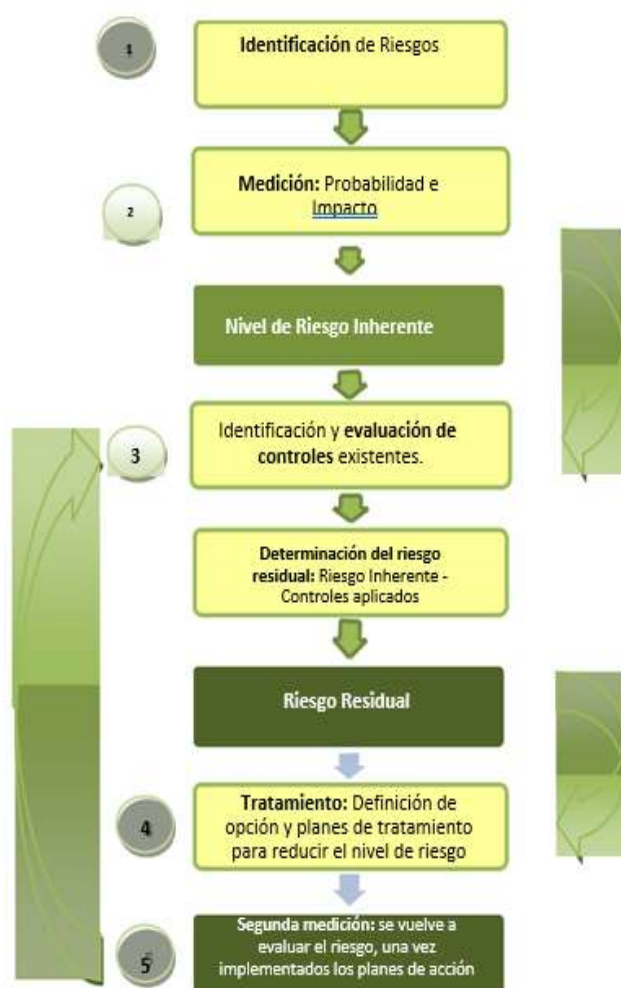 1
Identificación de Riesgos
Medición: Probabilidad e
Impacto
2
Nivel de Riesgo Inherente
Identificación y evaluación de
controles existentes.
3
Determinación del riesgo
residual: Riesgo Inherente -
Controles aplicados
Riesgo Residual
Tratamiento: Definición de
opción y planes de tratamiento
para reducir el nivel de riesgo
4
Segunda medición: se vuelve a
evaluar el riesgo, una vez
implementados los planes de acción
5